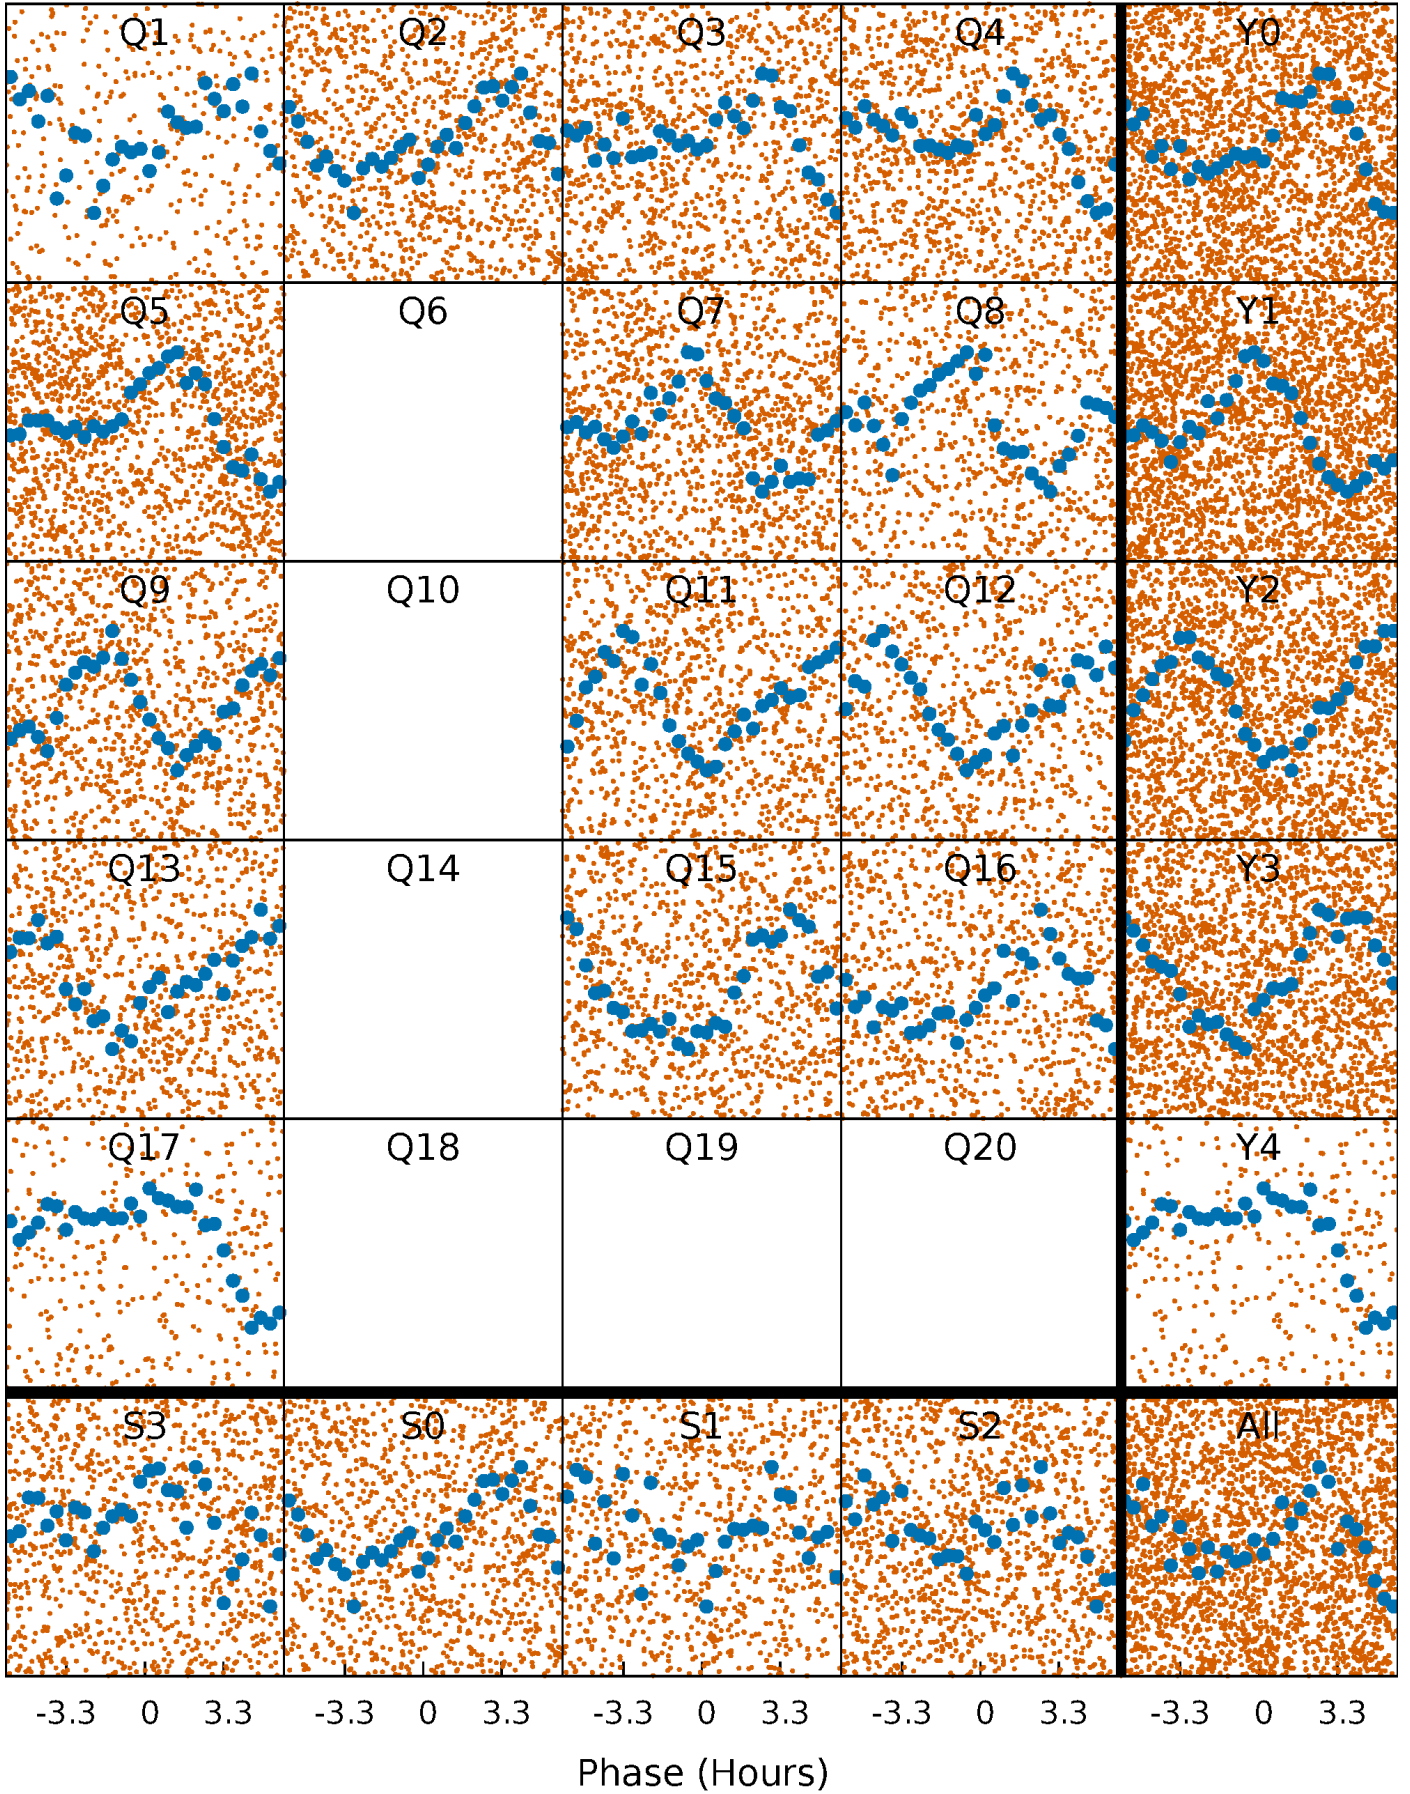 Q1 Q2 Q3 Q4 Y0
Q5 Q6 Q7 Q8 Y1
Q9 Q10 Q11 Q12 Y2
Q13 Q14 Q15 Q16 Y3
Q17 Q18 Q19 Q20 Y4
S3 S0 S1 S2 All
-3.3 0 3.3 -3.3 0 3.3 -3.3 0 3.3 -3.3 0 3.3 -3.3 0 3.3
Phase (Hours)